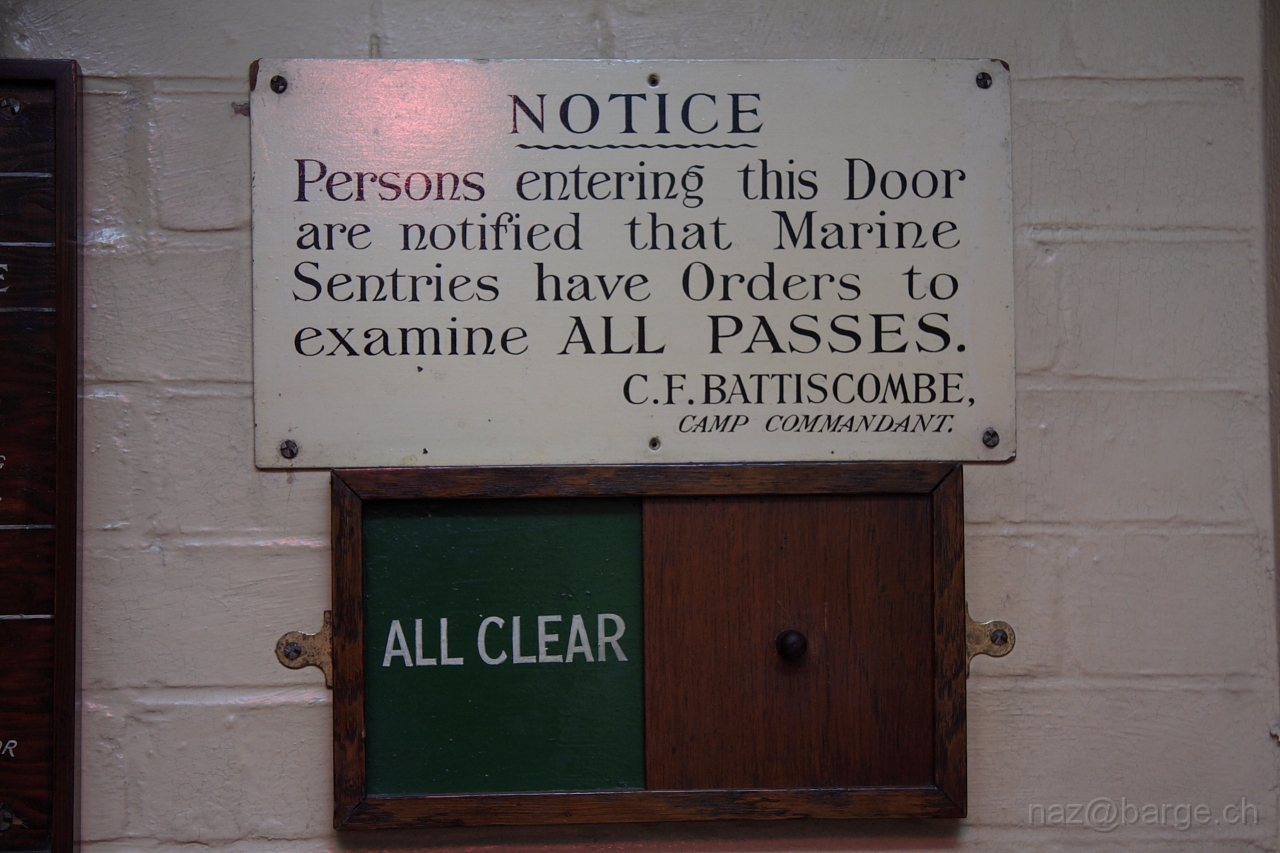 NOTICE
Persons entering this Door
are notified that Marine
Sentries have Orders to
examine ALL PASSES.
C.F. BATTISCOMBE,
CAMP COMMANDANT.
ALL CLEAR
naz@barge.ch